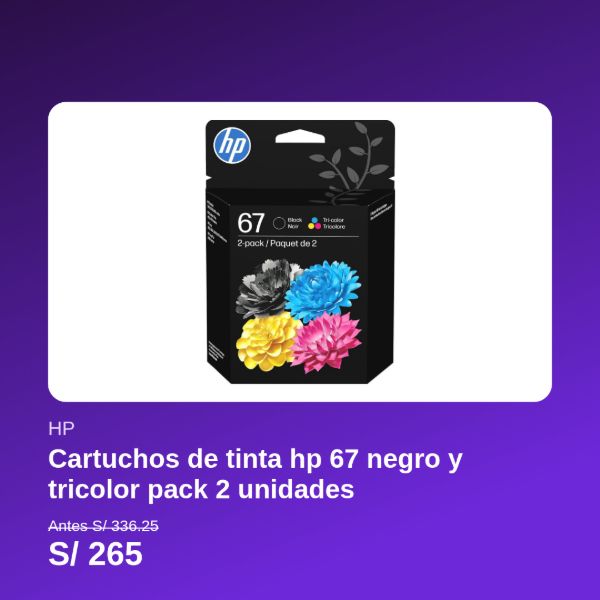 hp
67
Black
Noir
Tri-color
Tricolore
2-pack / Paquet de 2
HP
Cartuchos de tinta hp 67 negro y
tricolor pack 2 unidades
Antes S/ 336.25
S/ 265